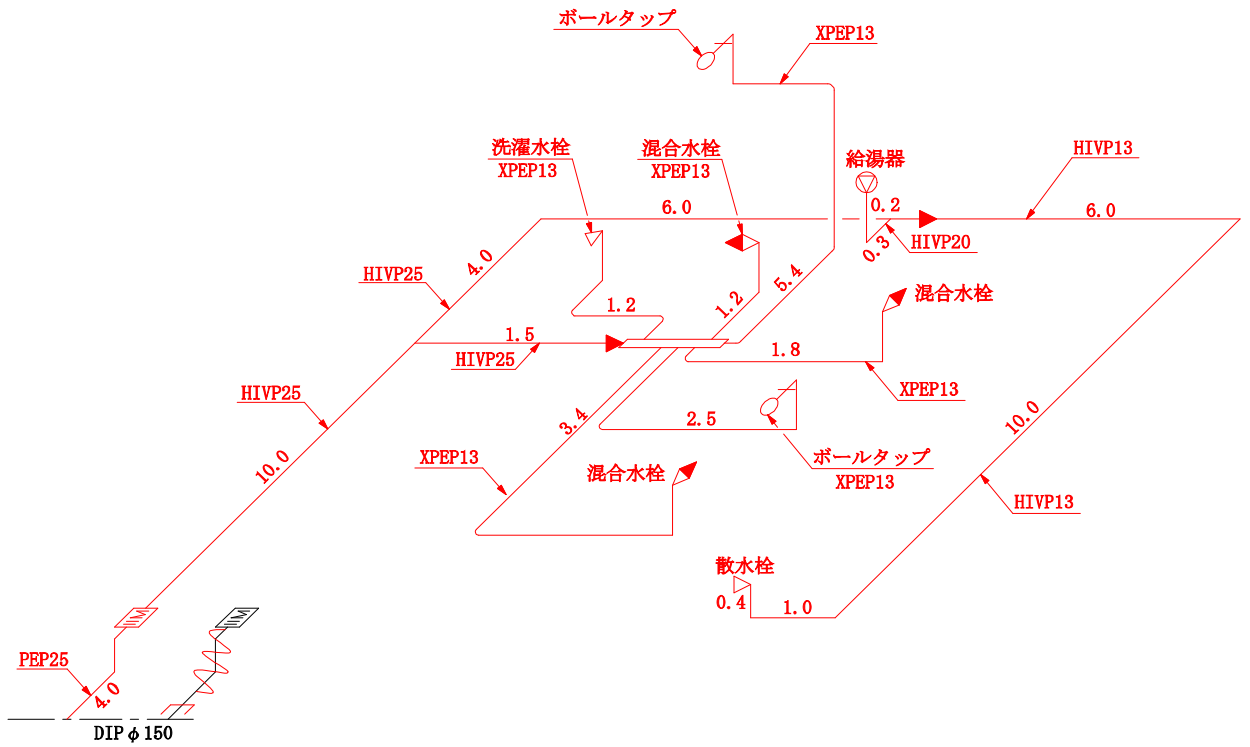 ボールタップ
XPEP13
洗濯水栓
XPEP13
混合水栓
XPEP13
給湯器
HIVP13
6.0
0.2
6.0
HIVP20
0.3
4.0
HIVP25
5.4
混合水栓
1.2
1.2
1.5
HIVP25
1.8
XPEP13
HIVP25
10.0
3.4
2.5
10.0
ボールタップ
XPEP13
XPEP13
混合水栓
HIVP13
散水栓
0.4
1.0
M
M
PEP25
4.0
DIPφ150